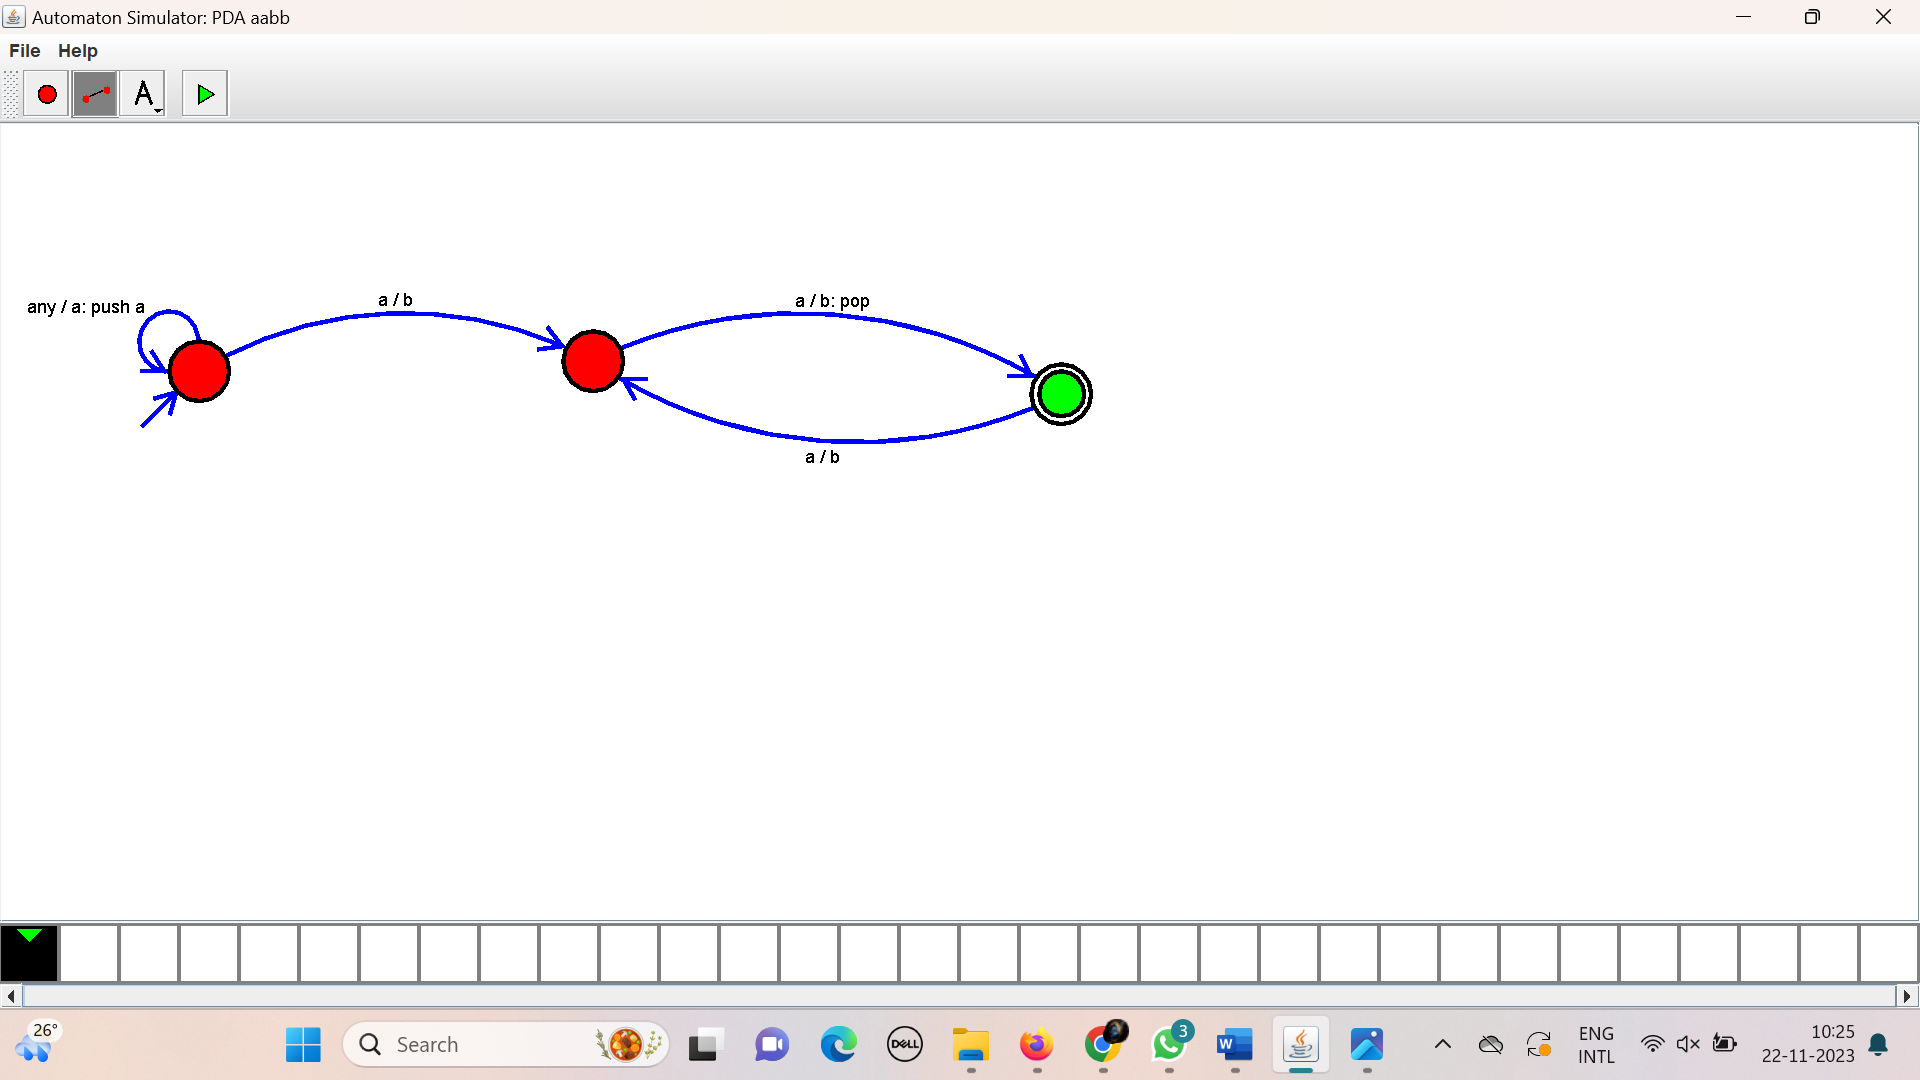 Automaton Simulator: PDA aabb
File Help
A
any / a: push a
a / b
a / b: pop
a / b
26°
Search
DELL
3
W
ENG
INTL
10:25
22-11-2023